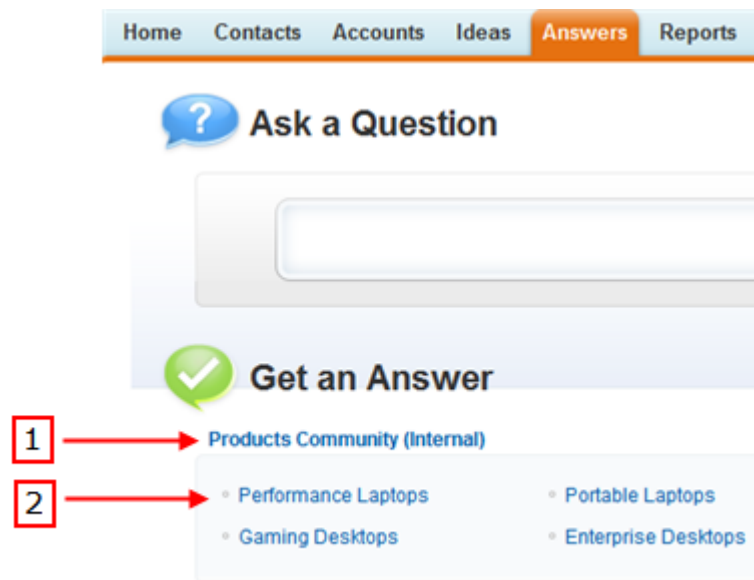 Home Contacts Accounts Ideas Answers Reports
?
Ask a Question
Get an Answer
1
Products Community (Internal)
2
Performance Laptops Portable Laptops
Gaming Desktops Enterprise Desktops